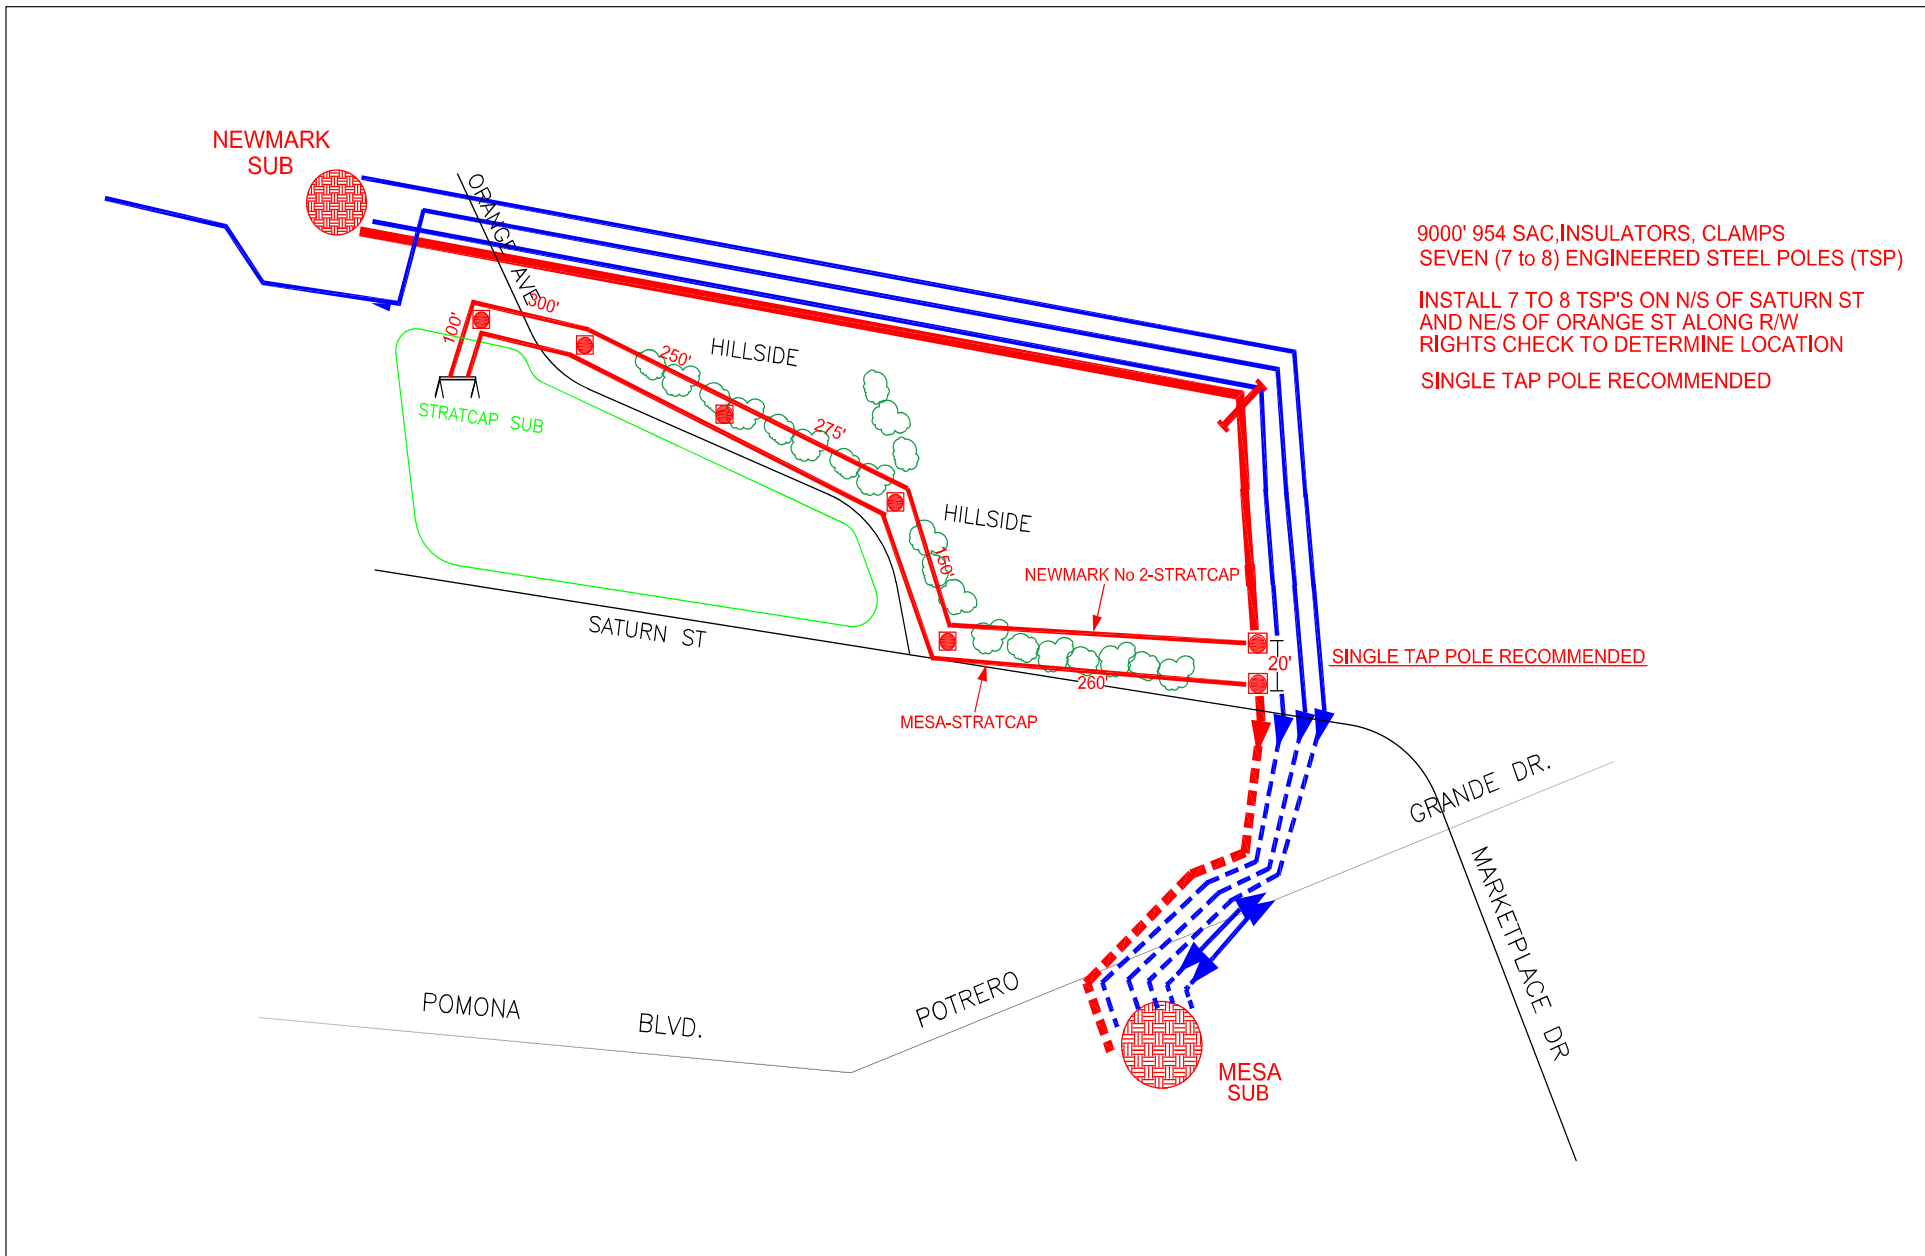 NEWMARK
SUB
ORANGE AVE
9000' 954 SAC,INSULATORS, CLAMPS
SEVEN (7 to 8) ENGINEERED STEEL POLES (TSP)
INSTALL 7 TO 8 TSP'S ON N/S OF SATURN ST
AND NE/S OF ORANGE ST ALONG R/W
RIGHTS CHECK TO DETERMINE LOCATION
SINGLE TAP POLE RECOMMENDED
300'
100'
250'
HILLSIDE
STRATCAP SUB
275'
HILLSIDE
150'
NEWMARK No 2-STRATCAP
SATURN ST
20'
SINGLE TAP POLE RECOMMENDED
260'
MESA-STRATCAP
GRANDE DR.
MARKETPLACE DR
POTRERO
POMONA BLVD.
MESA
SUB